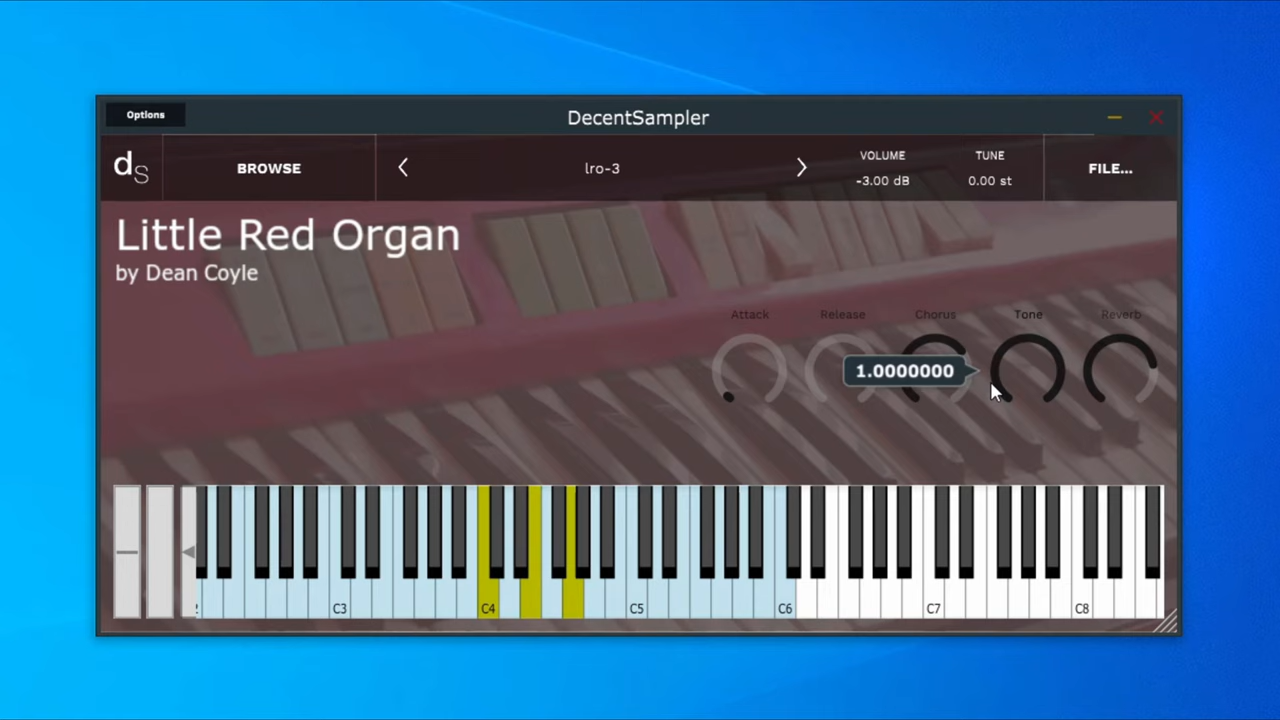 Options
DecentSampler
dS
BROWSE
lro-3
VOLUME
-3.00 dB
TUNE
0.00 st
FILE...
Little Red Organ
by Dean Coyle
Attack
Release
Chorus
Tone
Reverb
1.0000000
C3
C4
C5
C6
C7
C8